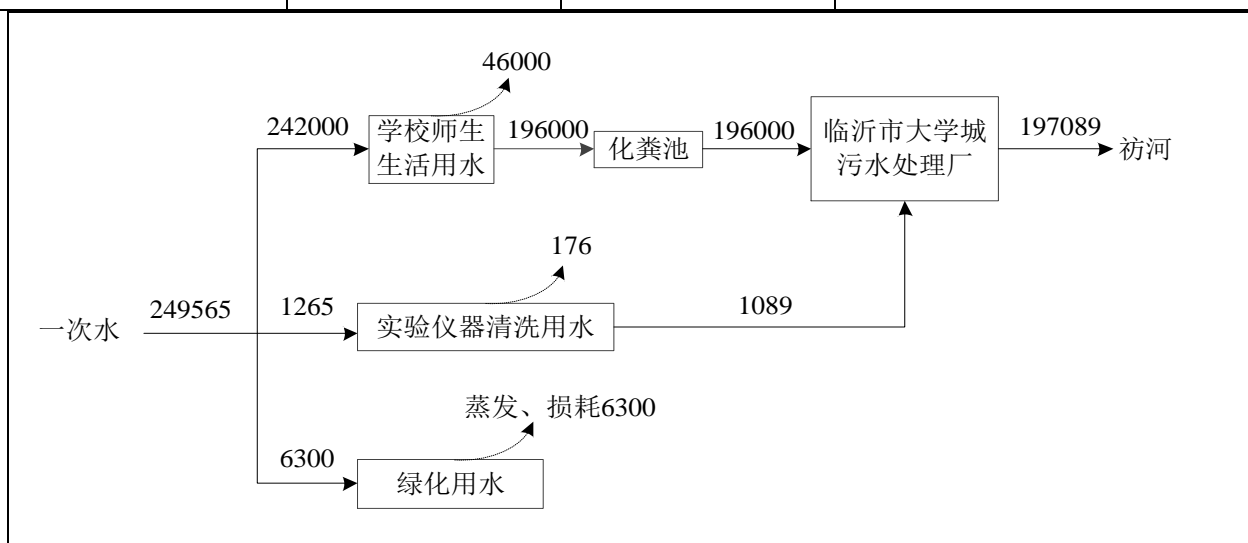 46000
242000
学校师生
生活用水
196000
化粪池
196000
临沂市大学城
污水处理厂
197089
祊河
176
一次水
249565
1265
实验仪器清洗用水
1089
蒸发、损耗6300
6300
绿化用水